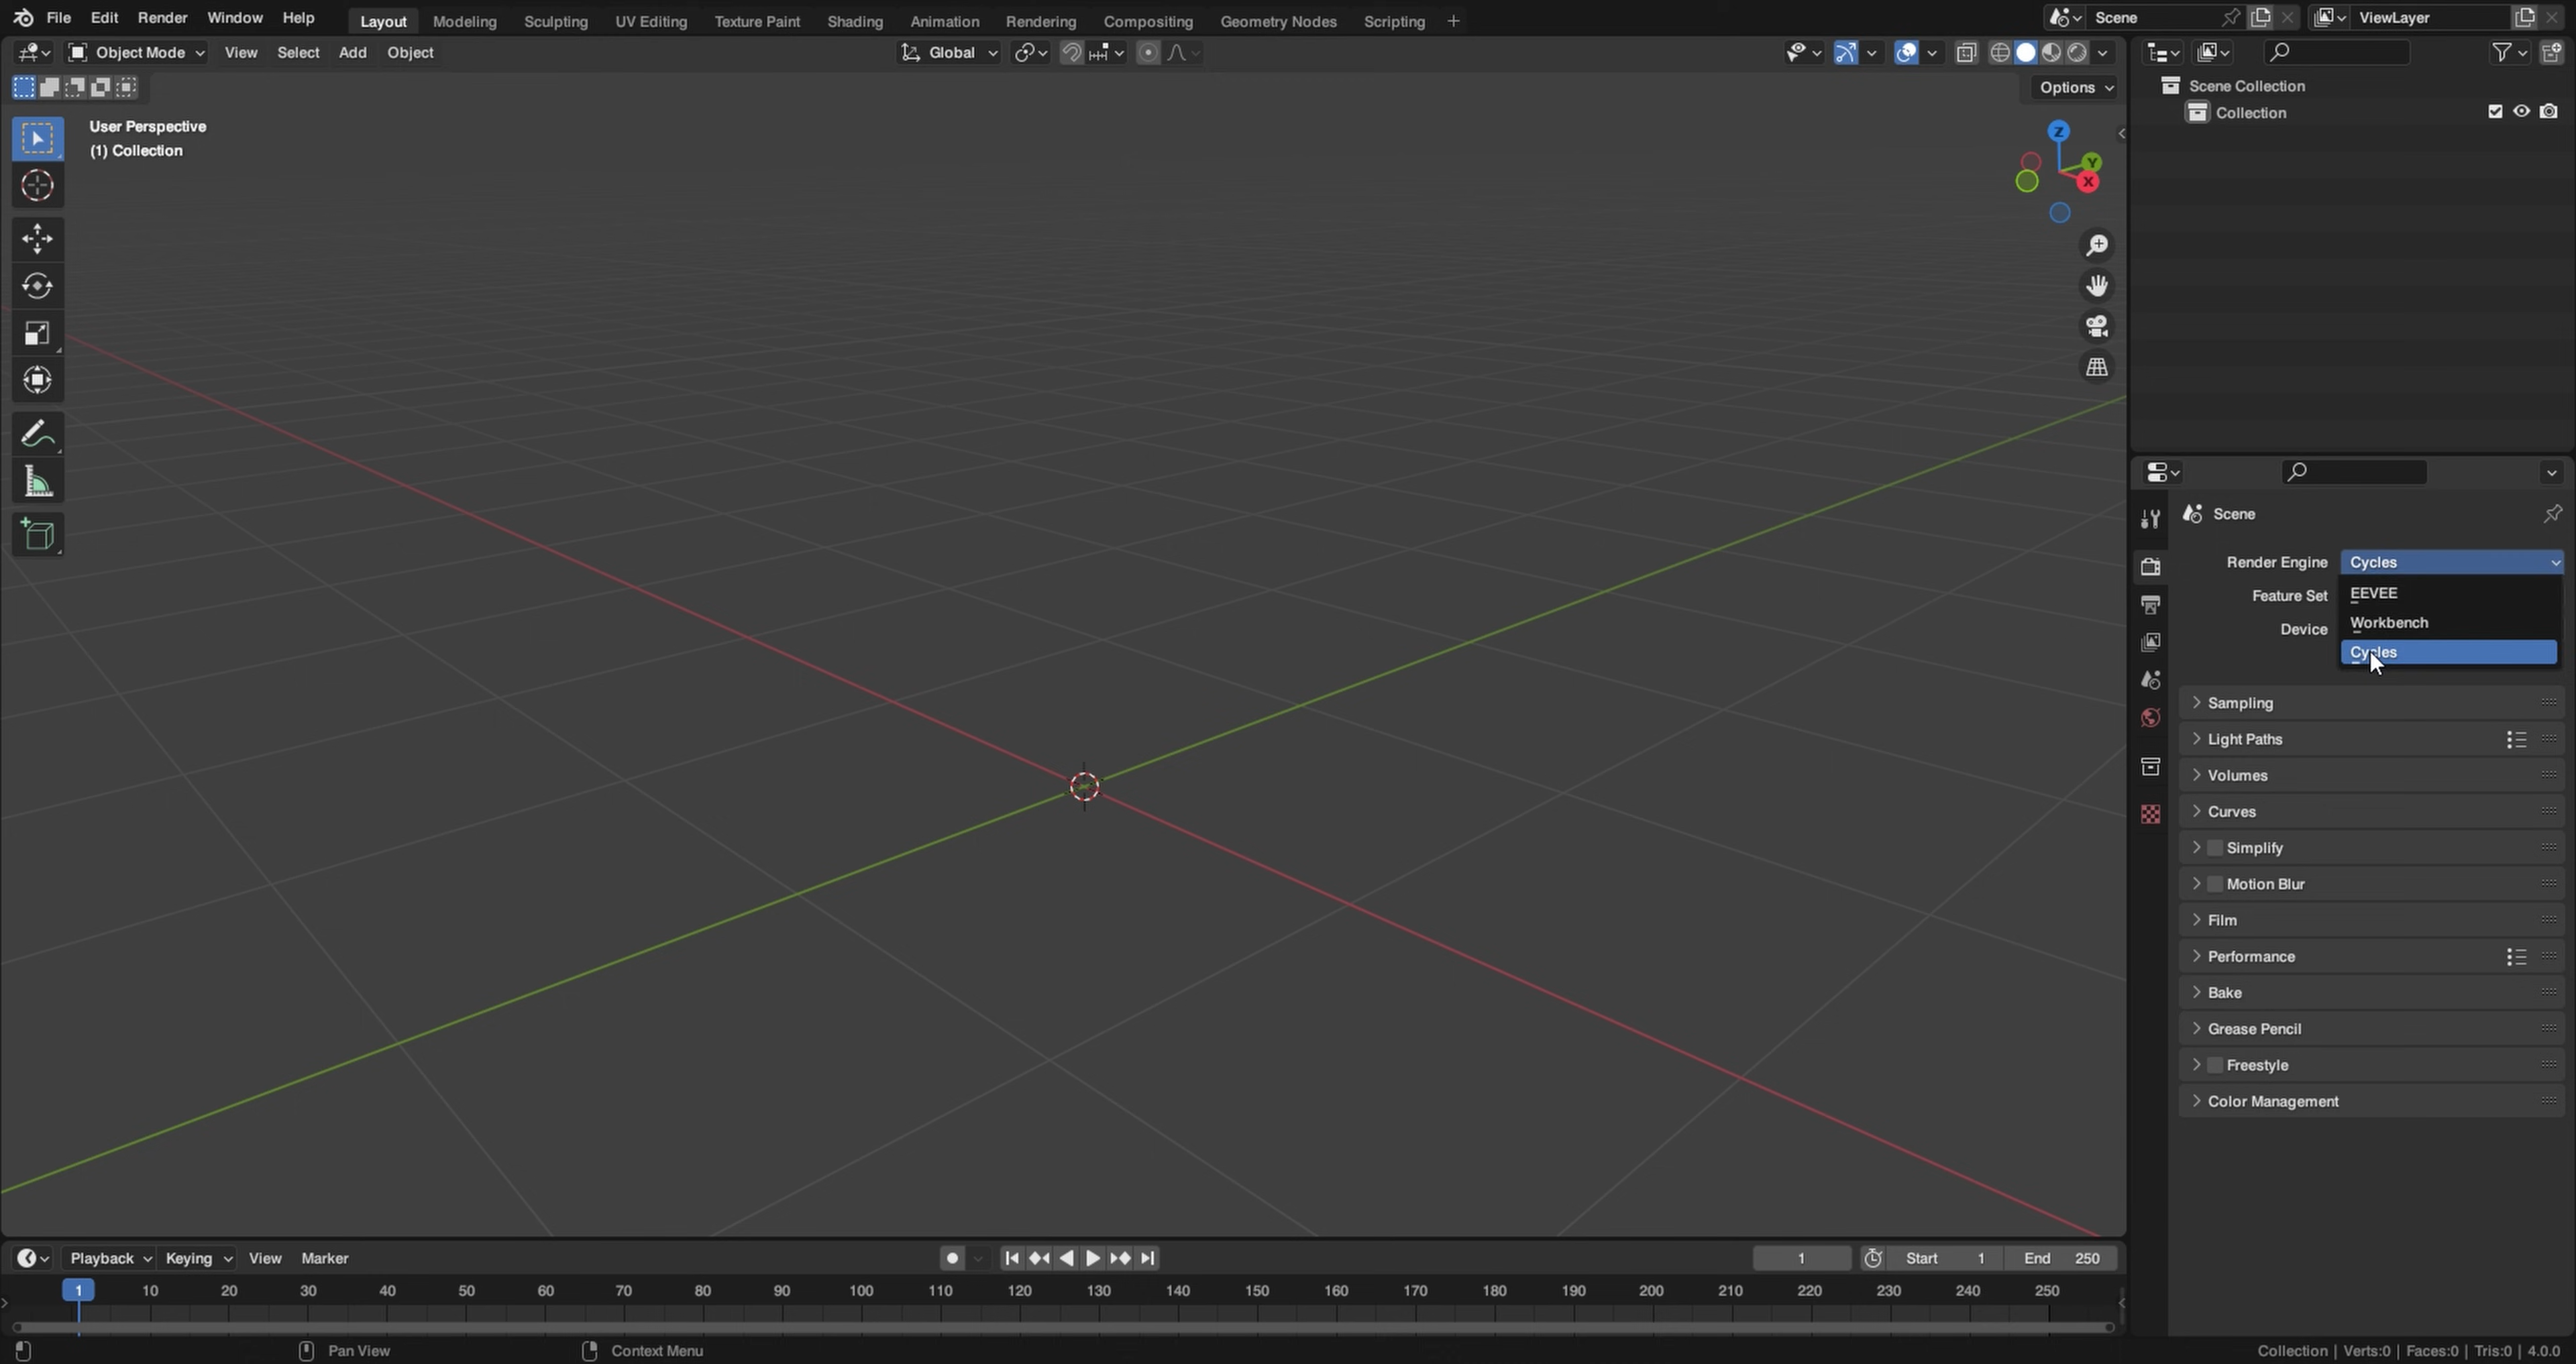 File Edit Render Window Help Layout Modeling Sculpting UV Editing Texture Paint Shading Animation Rendering Compositing Geometry Nodes Scripting + Scene ViewLayer
Object Mode View Select Add Object Global
Options
User Perspective
(1) Collection
Z
Y
X
Scene Collection
Collection
Scene
Render Engine Cycles
EEVEE
Feature Set
Workbench
Device
Cycles
Sampling
Light Paths
Volumes
Curves
Simplify
Motion Blur
Film
Performance
Bake
Grease Pencil
Freestyle
Color Management
Playback Keying View Marker 1 Start 1 End 250
1 10 20 30 40 50 60 70 80 90 100 110 120 130 140 150 160 170 180 190 200 210 220 230 240 250
Pan View Context Menu Collection | Verts:0 | Faces:0 | Tris:0 | 4.0.0